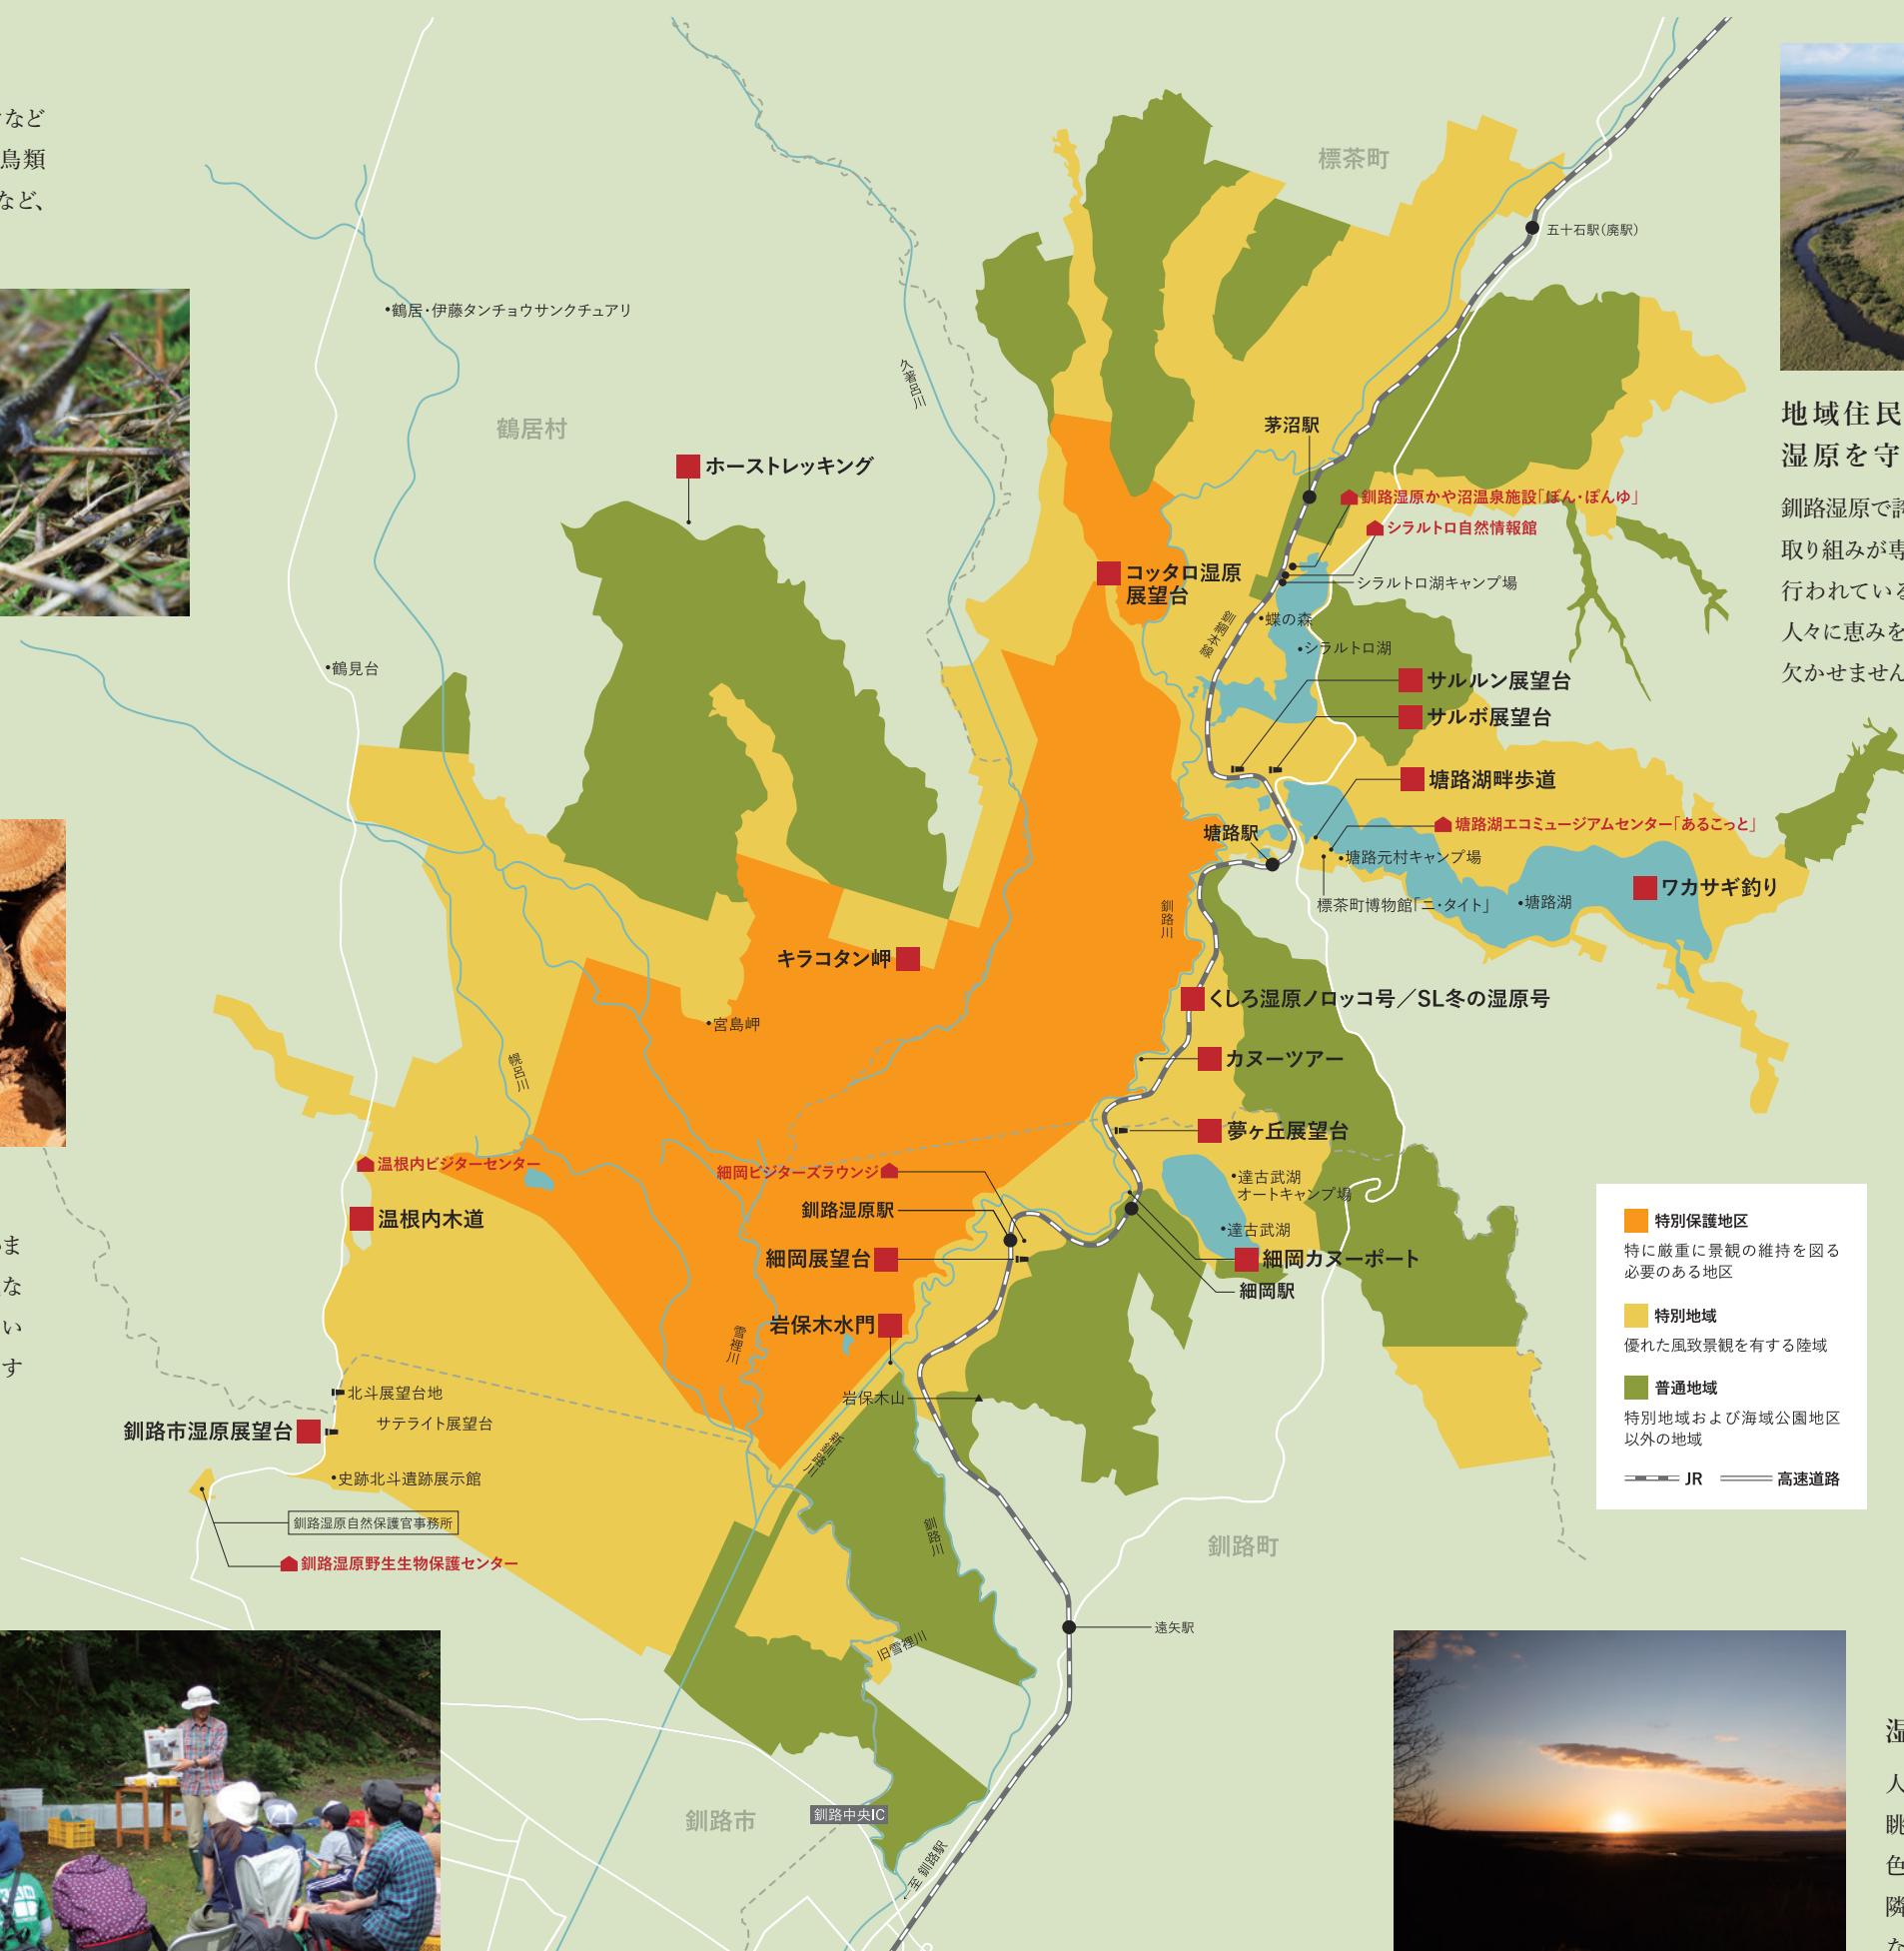 など
鳥類
など、
標茶町
五十石駅(廃駅)
•鶴居・伊藤タンチョウサンクチュアリ
久著呂川
鶴居村
ホーストレッキング
茅沼駅
釧路湿原かや沼温泉施設「ぽん・ぽんゆ」
シラルトロ自然情報館
コッタロ湿原
展望台
シラルトロ湖キャンプ場
釧網本線
•蝶の森
•シラルトロ湖
•鶴見台
サルルン展望台
サルボ展望台
塘路湖畔歩道
塘路湖エコミュージアムセンター「あるこっと」
塘路駅
•塘路元村キャンプ場
標茶町博物館「ニ・タイト」
•塘路湖
ワカサギ釣り
釧路川
キラコタン岬
•宮島岬
くしろ湿原ノロッコ号／SL冬の湿原号
カヌーツアー
幌呂川
夢ヶ丘展望台
温根内ビジターセンター
細岡ビジターズラウンジ
•達古武湖
オートキャンプ場
釧路湿原駅
温根内木道
•達古武湖
細岡展望台
細岡カヌーポート
細岡駅
岩保木水門
雪裡川
北斗展望台地
岩保木山
サテライト展望台
釧路市湿原展望台
新釧路川
•史跡北斗遺跡展示館
釧路湿原自然保護官事務所
釧路川
釧路湿原野生生物保護センター
釧路町
遠矢駅
旧雪裡川
釧路市
釧路中央IC
←至 釧路駅
特別保護地区
特に厳重に景観の維持を図る
必要のある地区
特別地域
優れた風致景観を有する陸域
普通地域
特別地域および海域公園地区
以外の地域
JR
高速道路
地域住民
湿原を守
釧路湿原で
取り組みが専
行われている
人々に恵みを
欠かせません
ま
な
い
す
湿
人
眺
色
隣